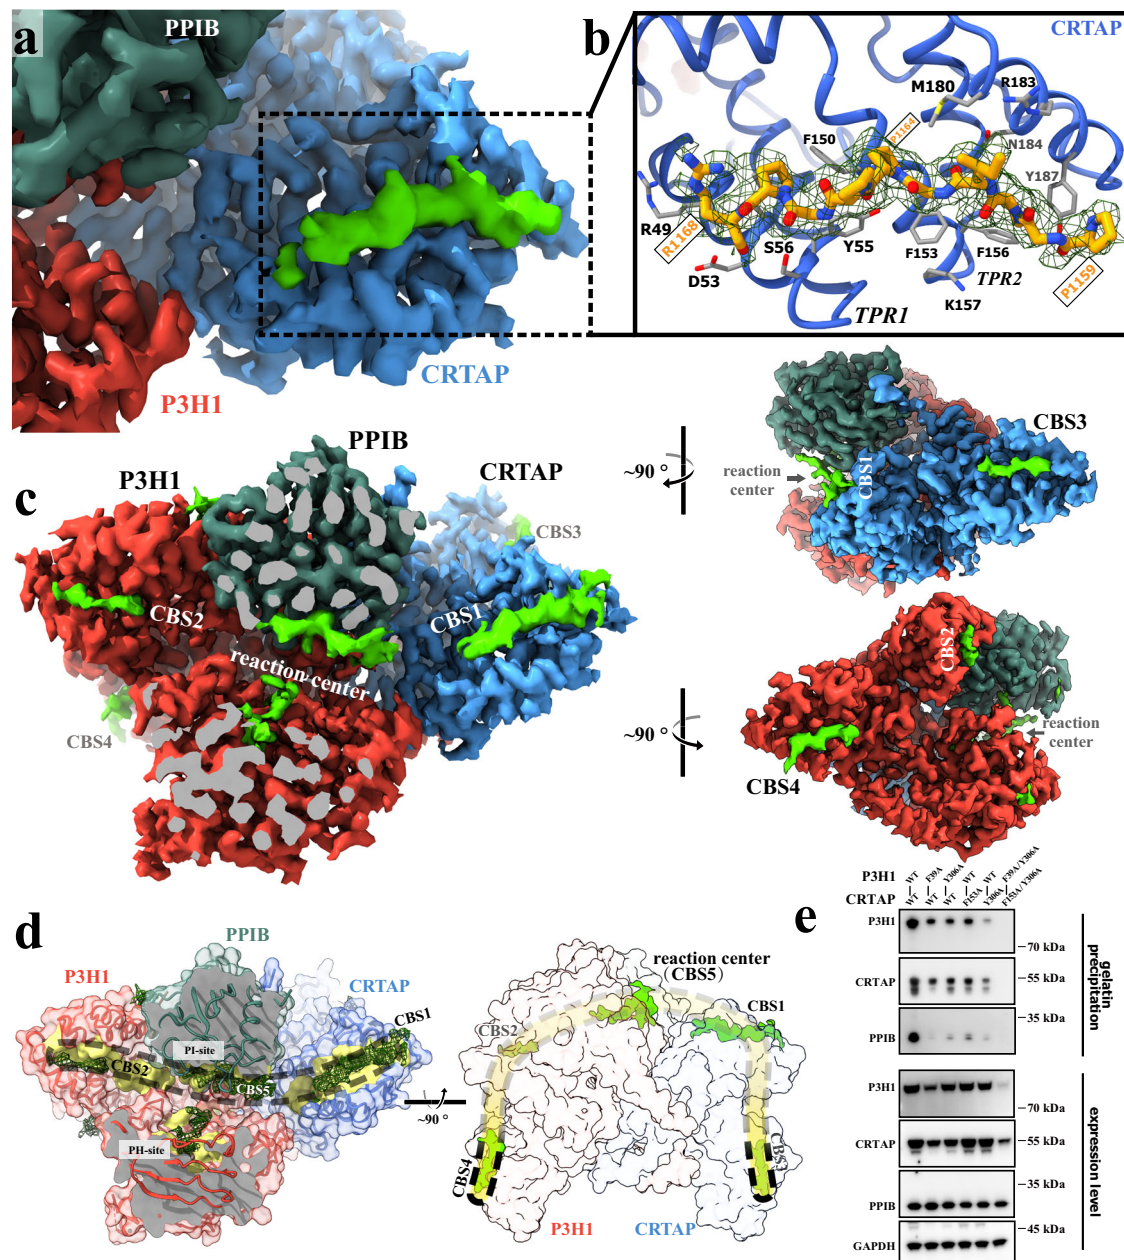 a
PPIB
CRTAP
P3H1
b
CRTAP
M180
R183
P1164
F150
N184
Y187
R49
R1168
S56
Y55
F153
F156
D53
TPR2
P1159
K157
TPR1
c
PPIB
P3H1
CRTAP
CBS3
CBS2
CBS1
reaction center
CBS4
~90 °
CBS3
CBS1
reaction
center
~90 °
CBS2
reaction
center
CBS4
d
PPIB
P3H1
CRTAP
CBS1
PI-site
CBS2
CBS5
PH-site
~90 °
reaction center
(CBS5)
CBS2
CBS1
CBS4
CBS3
P3H1
CRTAP
e
P3H1 WT F39A Y306A WT WT F39A/Y306A
CRTAP WT WT WT F153A Y306A F153A/Y306A
P3H1
70 kDa
CRTAP
55 kDa
35 kDa
PPIB
gelatin
precipitation
P3H1
70 kDa
CRTAP
55 kDa
35 kDa
PPIB
45 kDa
GAPDH
expression level